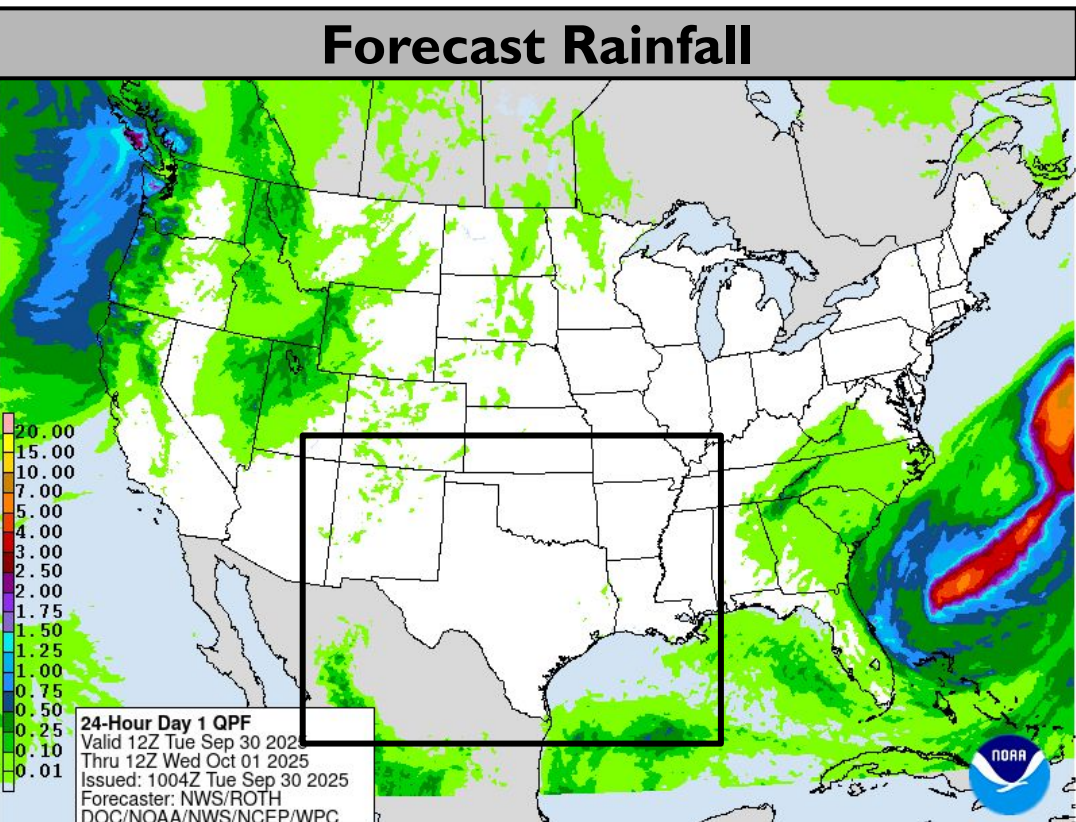 Forecast Rainfall
20.00
15.00
10.00
7.00
5.00
4.00
3.00
2.50
2.00
1.75
1.50
1.25
1.00
0.75
0.50
0.25
0.10
0.01
24-Hour Day 1 QPF
Valid 12Z Tue Sep 30 2025
Thru 12Z Wed Oct 01 2025
Issued: 1004Z Tue Sep 30 2025
Forecaster: NWS/ROTH
DOC/NOAA/NWS/NCEP/WPC
NOAA